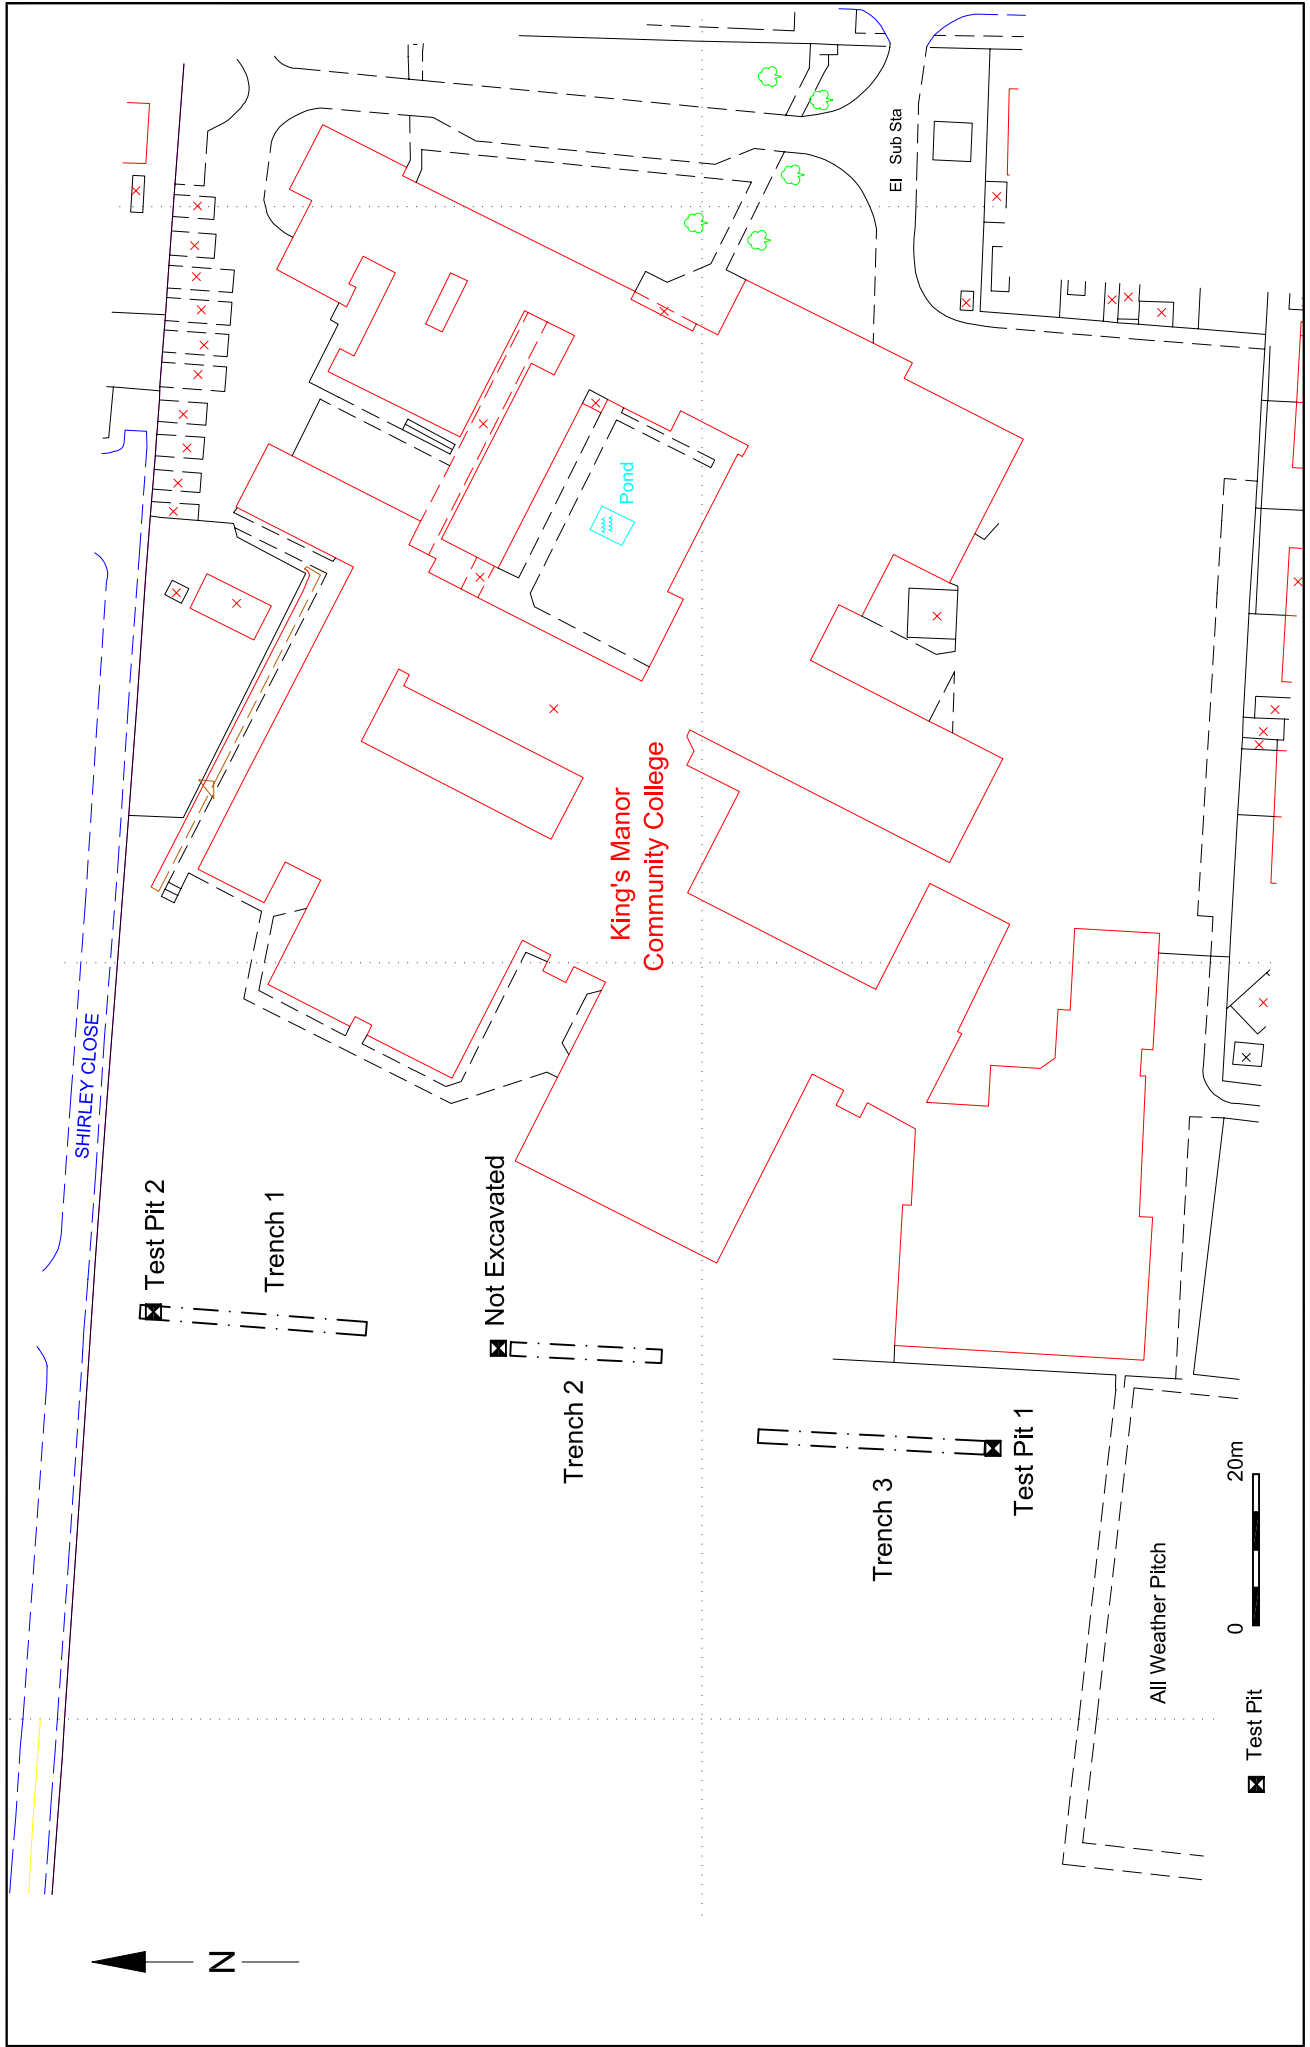 SHIRLEY CLOSE
Test Pit 2
Trench 1
Not Excavated
Trench 2
Trench 3
Test Pit 1
King's Manor
Community College
Pond
El Sub Sta
All Weather Pitch
0 20m
Test Pit
N